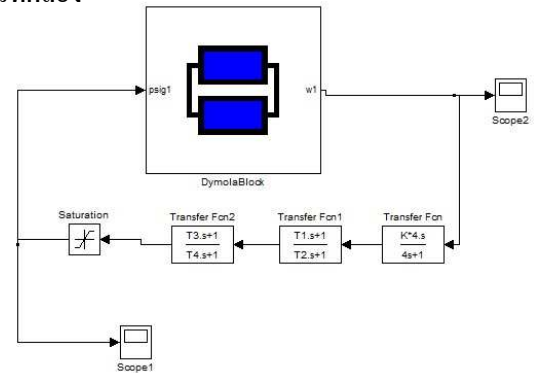 psig1 w1
DymolaBlock
Scope2
Saturation Transfer Fcn2 Transfer Fcn1 Transfer Fcn
T3.s+1 T1.s+1 K*4.s
T4.s+1 T2.s+1 4s+1
Scope1